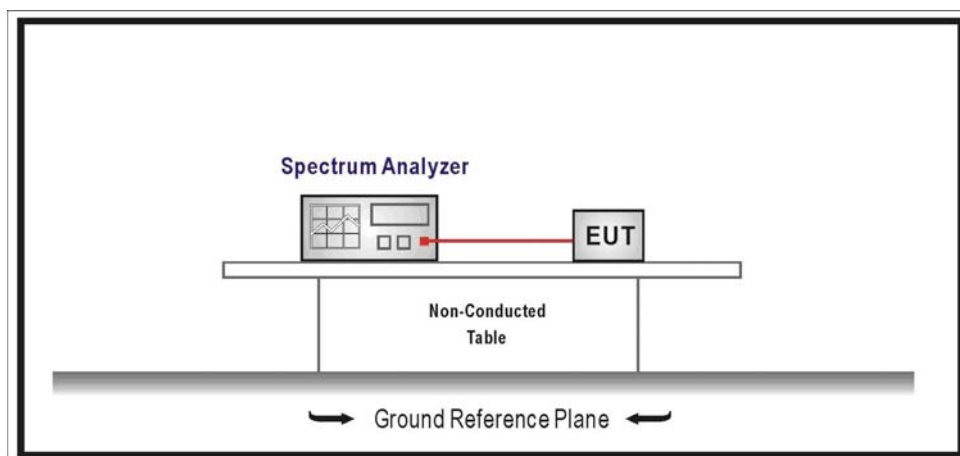 Spectrum Analyzer
EUT
Non-Conducted
Table
Ground Reference Plane